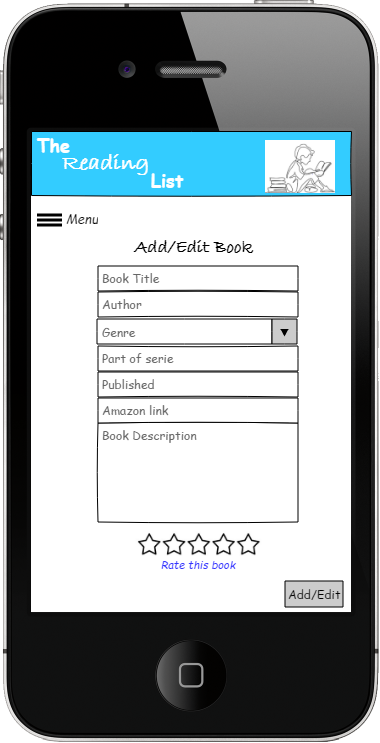 The
Reading
List
Menu
Add/Edit Book
Book Title
Author
Genre
Part of serie
Published
Amazon link
Book Description
Rate this book
Add/Edit